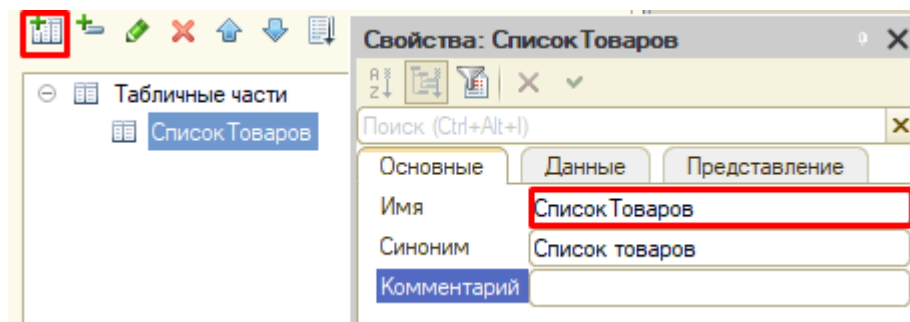 Табличные части
СписокТоваров
Свойства: СписокТоваров
Поиск (Ctrl+Alt+I)
Основные Данные Представление
Имя СписокТоваров
Синоним Список товаров
Комментарий